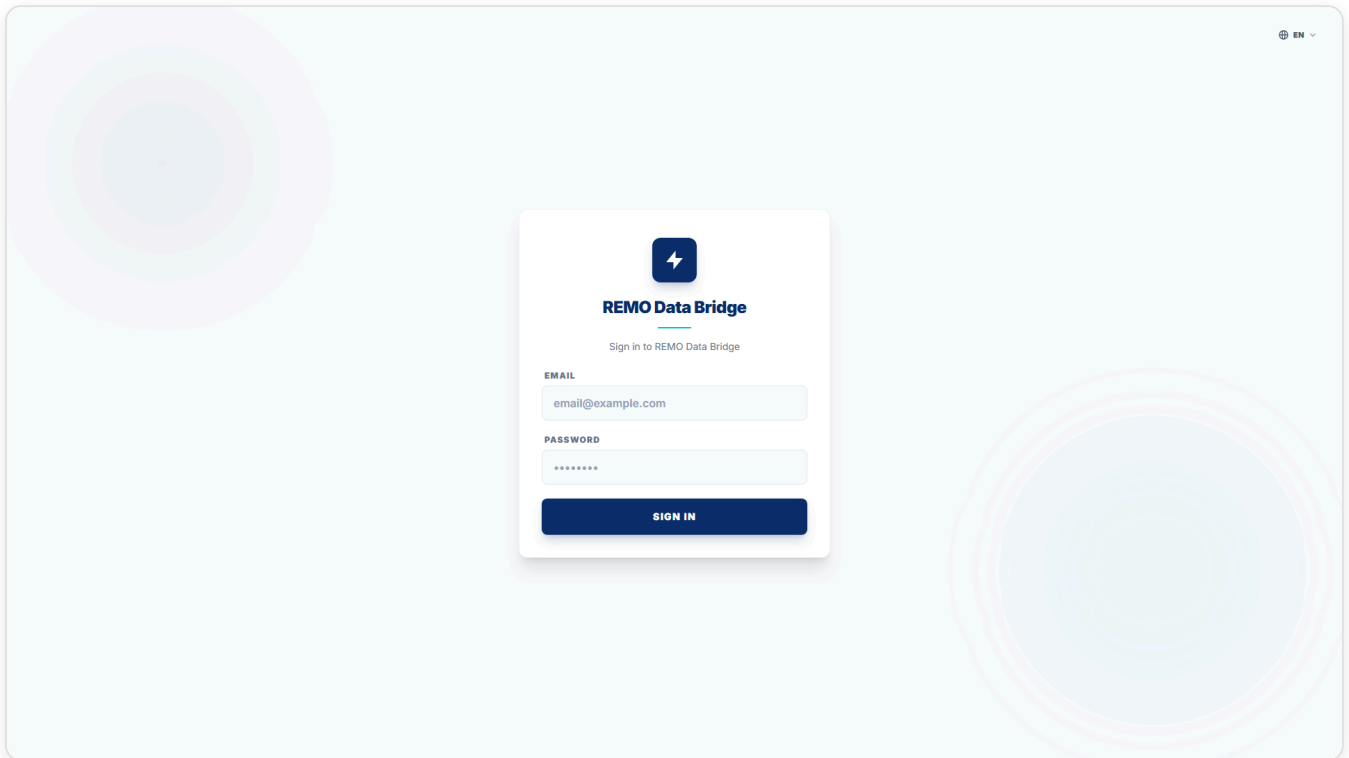 EN
REMO Data Bridge
Sign in to REMO Data Bridge
EMAIL
email@example.com
PASSWORD
••••••••
SIGN IN